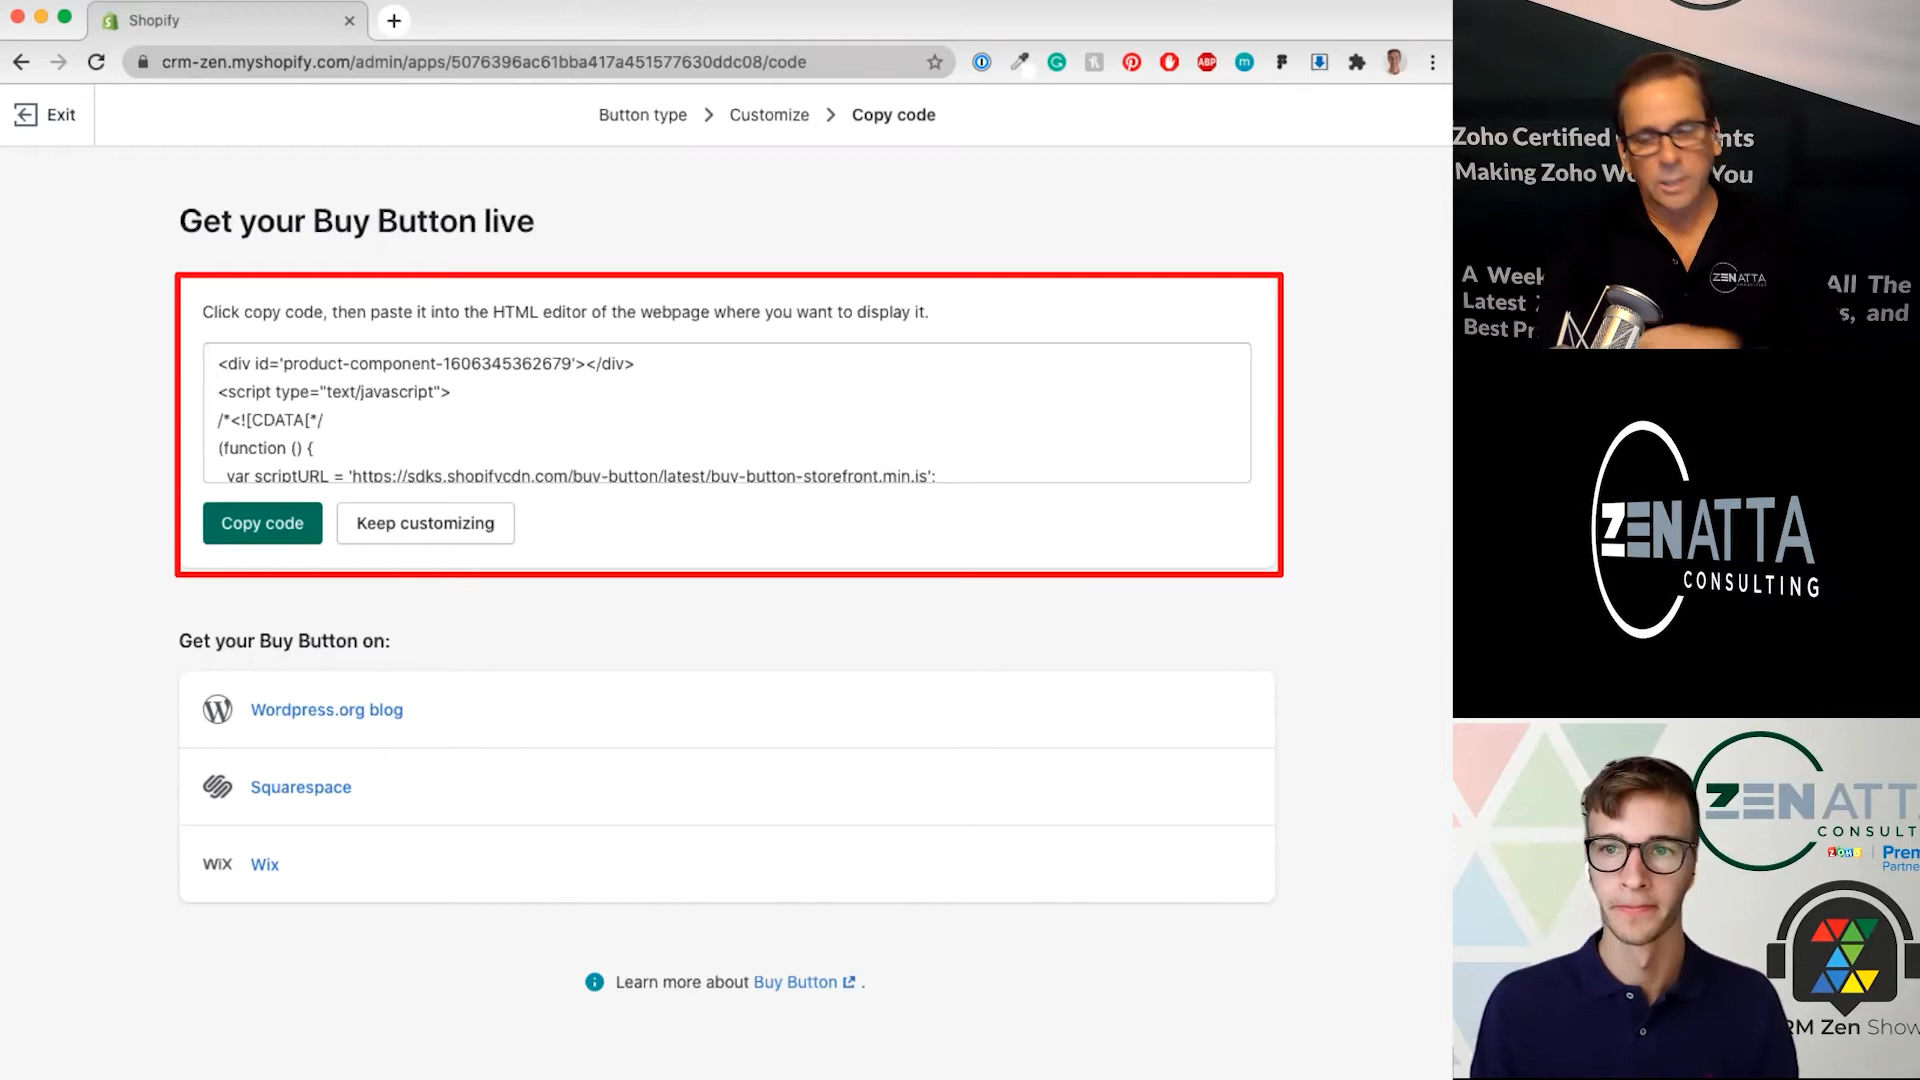 Shopify
crm-zen.myshopify.com/admin/apps/5076396ac61bba417a451577630ddc08/code
ABP
m
Exit
Button type
Customize
Copy code
Get your Buy Button live
Click copy code, then paste it into the HTML editor of the webpage where you want to display it.
<div id='product-component-1606345362679'></div>
<script type="text/javascript">
/*<![CDATA[*/
(function () {
var scriptURL = 'https://sdks.shopifycdn.com/buy-button/latest/buy-button-storefront.min.js';
Copy code
Keep customizing
Get your Buy Button on:
Wordpress.org blog
Squarespace
WiX
Wix
Learn more about Buy Button .
Zoho Certified nts
Making Zoho W You
A Week All The
Latest s, and
Best Pr
ZENATTA
ZENATTA
CONSULTING
ZENATT
CONSULT
ZOHO Prem
Partne
RM Zen Show